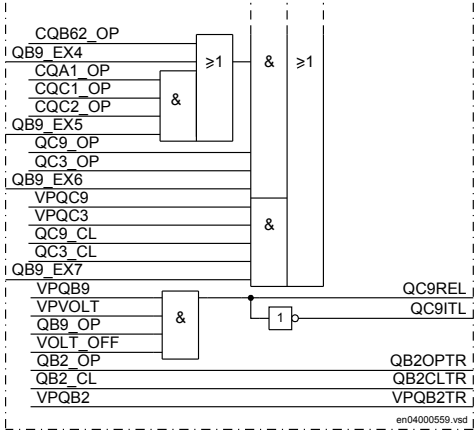 CQB62_OP
QB9_EX4
≥1
&
≥1
CQA1_OP
CQC1_OP
&
CQC2_OP
QB9_EX5
QC9_OP
QC3_OP
QB9_EX6
VPQC9
VPQC3
&
QC9_CL
QC3_CL
QB9_EX7
VPQB9
QC9REL
VPVOLT
QC9ITL
&
1
QB9_OP
VOLT_OFF
QB2_OP
QB2OPTR
QB2_CL
QB2CLTR
VPQB2
VPQB2TR
en04000559.vsd